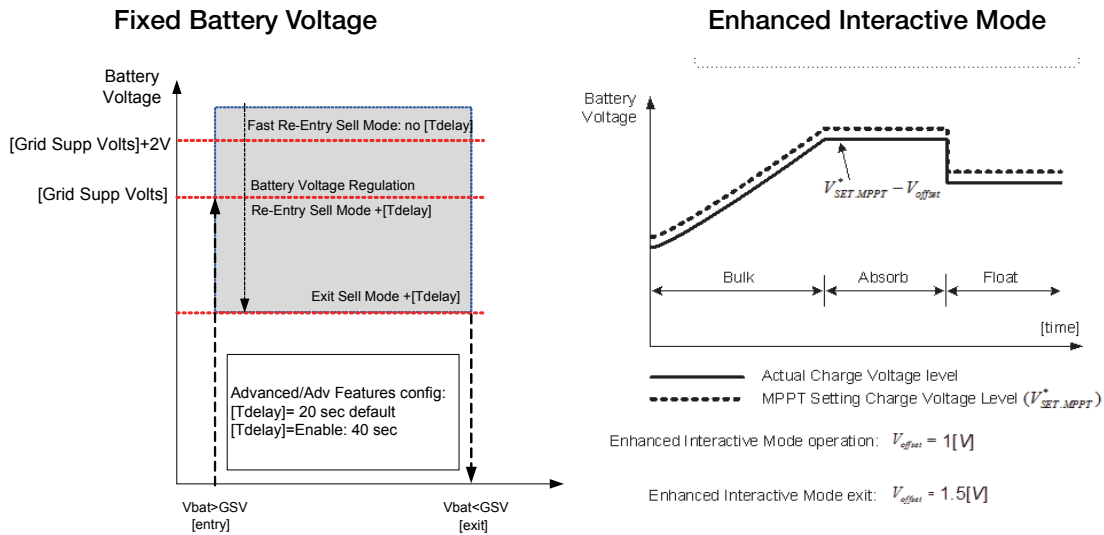 Fixed Battery Voltage
Battery
Voltage
[Grid Supp Volts]+2V
[Grid Supp Volts]
Fast Re-Entry Sell Mode: no [Tdelay]
Battery Voltage Regulation
Re-Entry Sell Mode +[Tdelay]
Exit Sell Mode +[Tdelay]
Advanced/Adv Features config:
[Tdelay]= 20 sec default
[Tdelay]=Enable: 40 sec
Vbat>GSV
[entry]
Vbat<GSV
[exit]
Enhanced Interactive Mode
Battery
Voltage
V*SET.MPPT − Voffset
Bulk
Absorb
Float
[time]
Actual Charge Voltage level
MPPT Setting Charge Voltage Level (V*SET.MPPT)
Enhanced Interactive Mode operation: Voffset = 1[V]
Enhanced Interactive Mode exit: Voffset = 1.5[V]